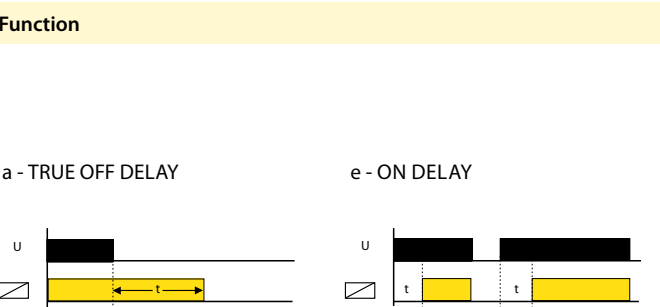 Function
a - TRUE OFF DELAY
e - ON DELAY
U
t
U
t
t